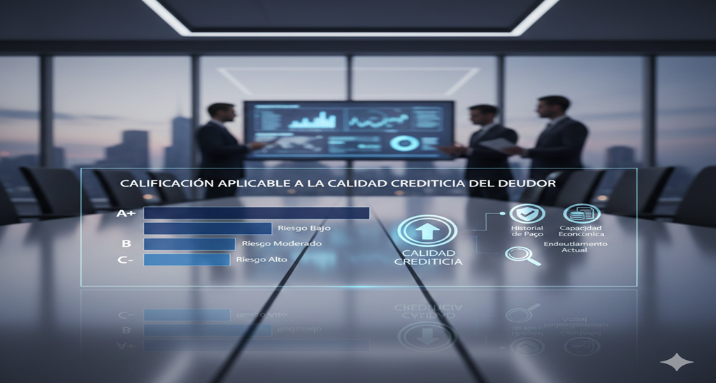 CALIFICACIÓN APLICABLE A LA CALIDAD CREDITICIA DEL DEUDOR
A+
Riesgo Bajo
B Riesgo Moderado
C- Riesgo Alto
CALIDAD
CREDITICIA
Historial
de Pago
Capacidad
Económica
Endeudamiento
Actual